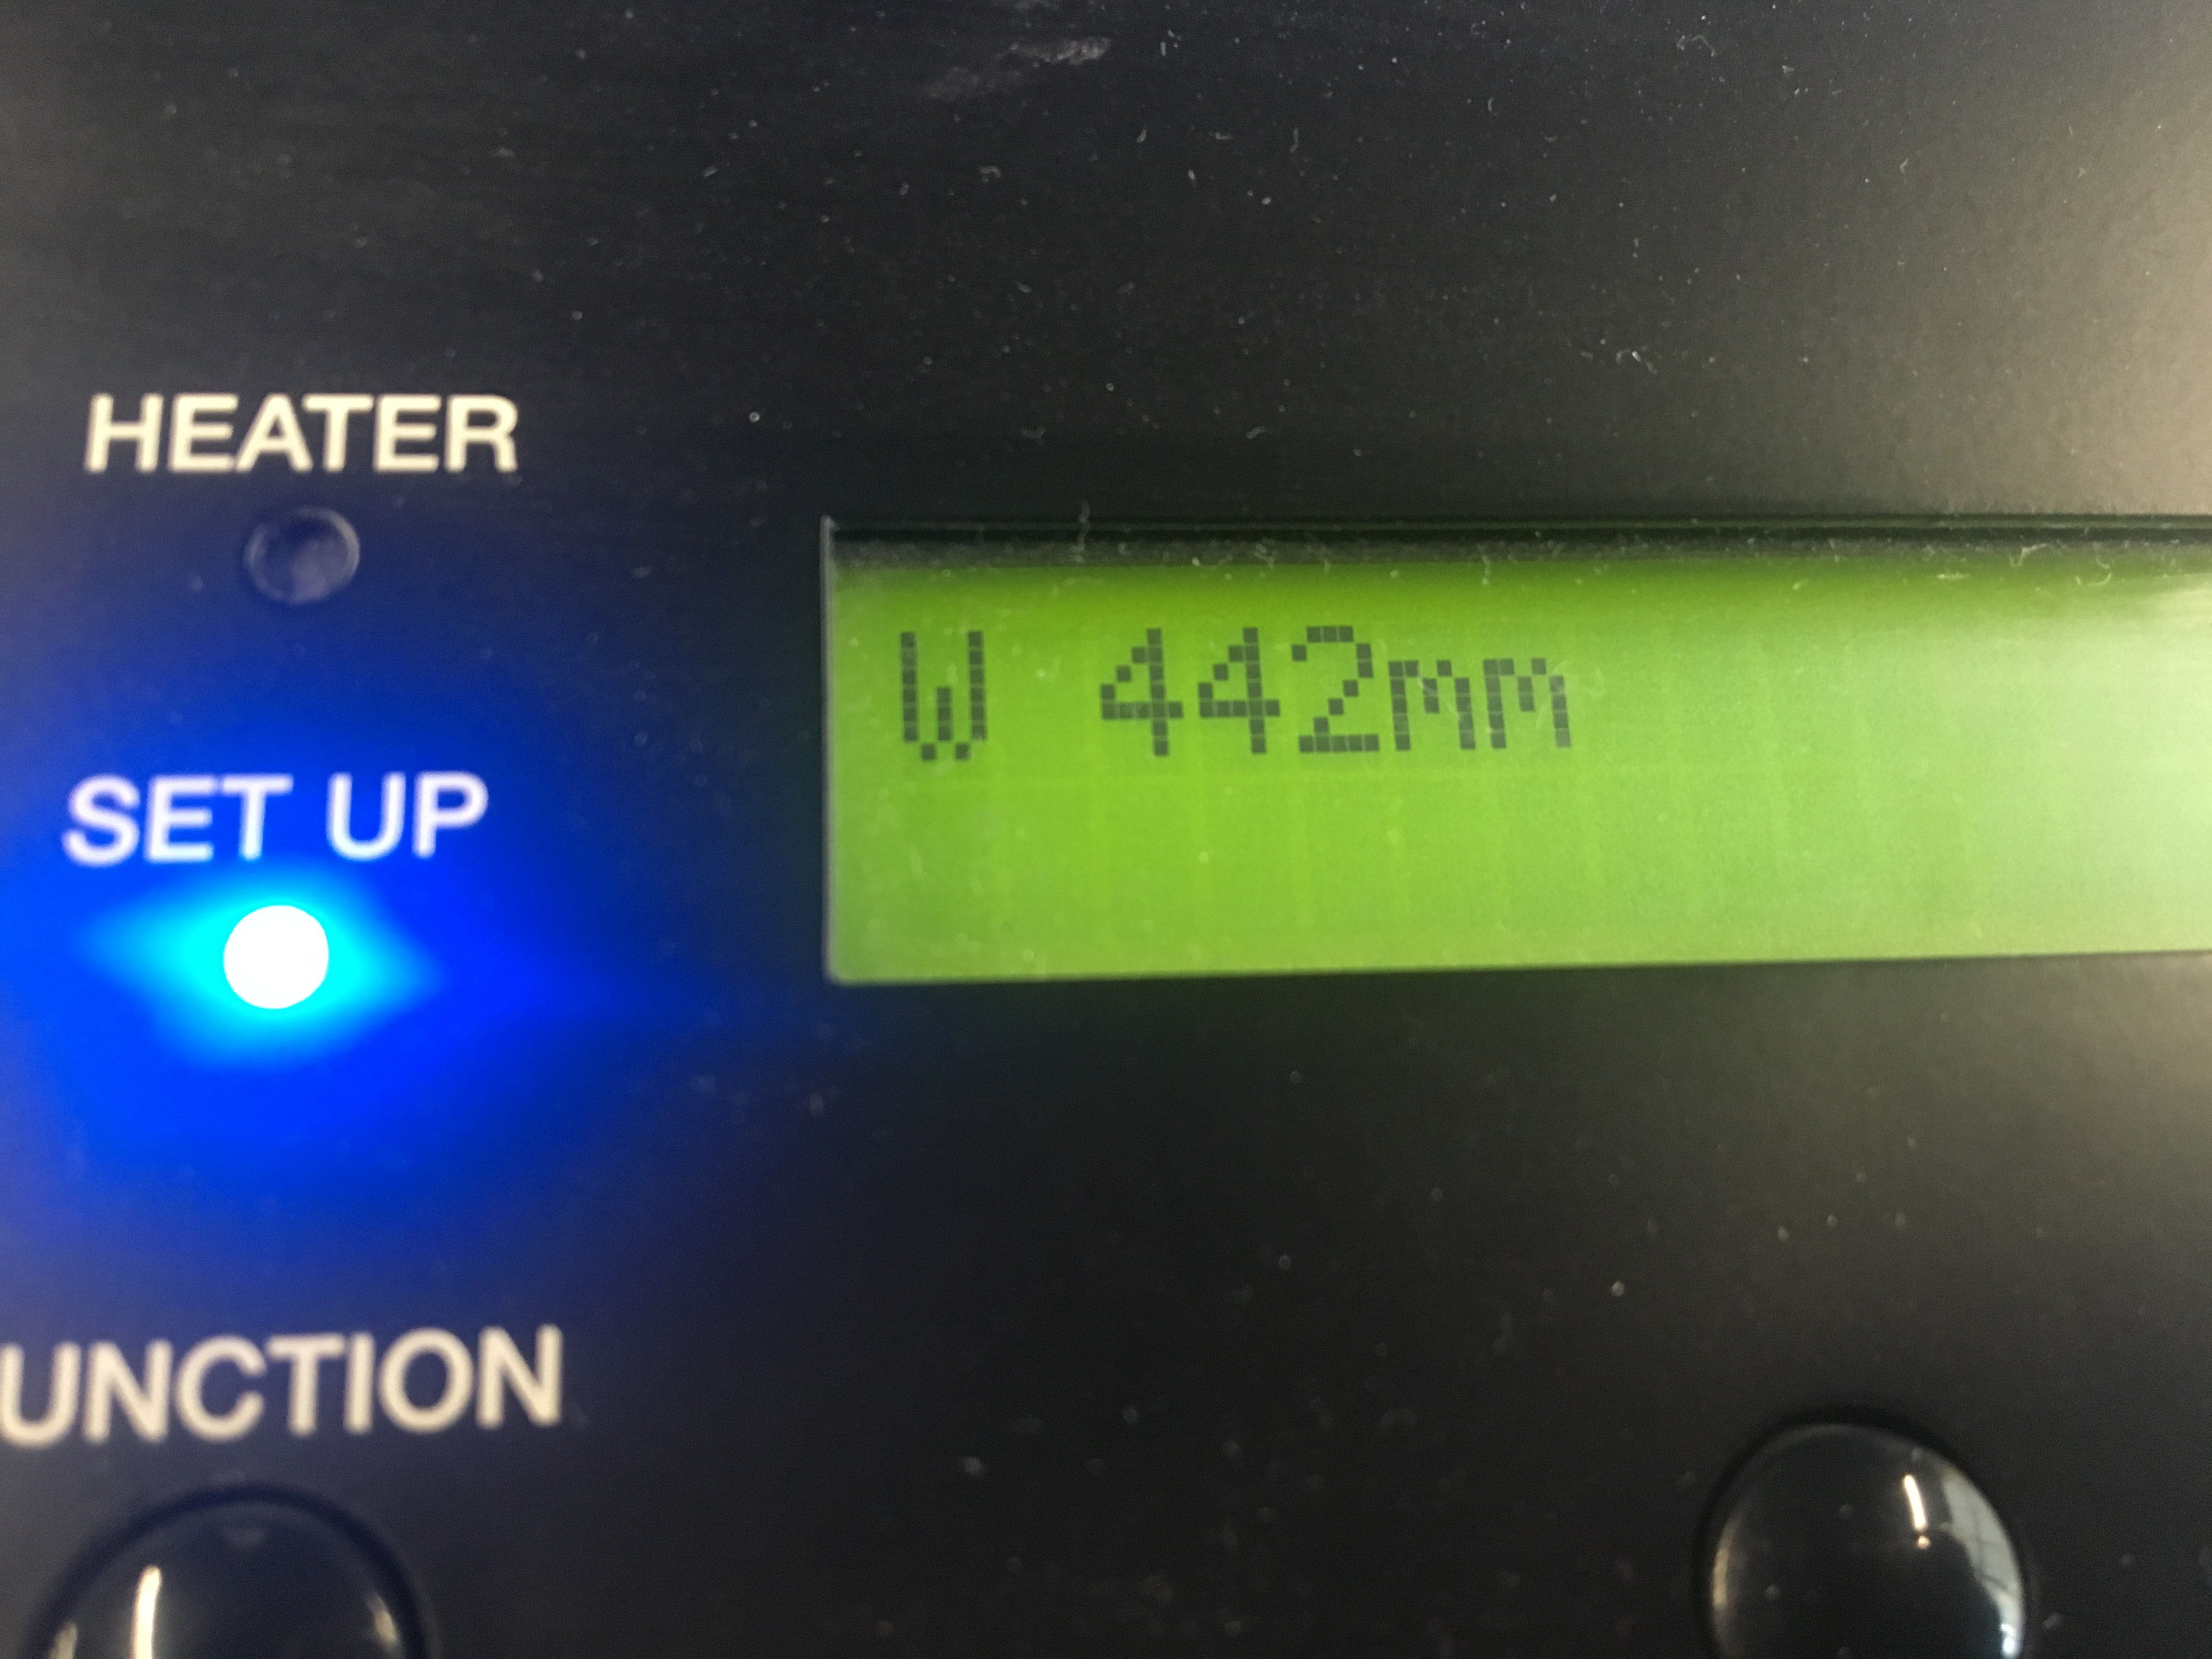 HEATER
W 442mm
SET UP
UNCTION